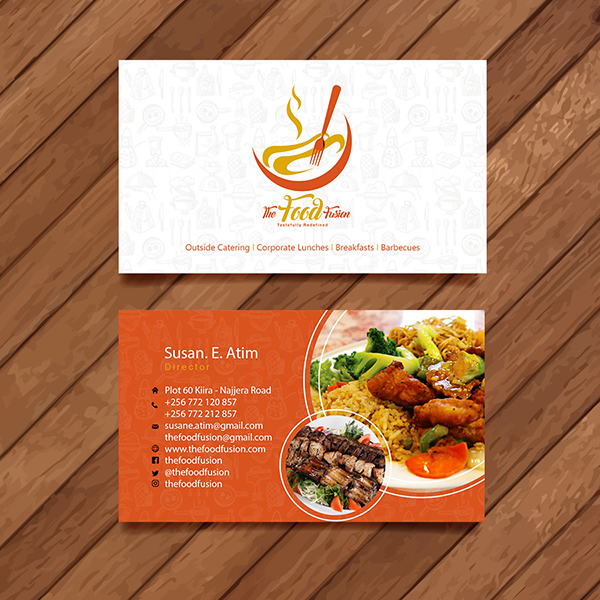 The Food Fusion
Tastefully Redefined
Outside Catering | Corporate Lunches | Breakfasts | Barbecues
Susan. E. Atim
Director
Plot 60 Kiira - Najjera Road
+256 772 120 857
+256 772 212 857
susane.atim@gmail.com
thefoodfusion@gmail.com
www.thefoodfusion.com
thefoodfusion
@thefoodfusion
thefoodfusion